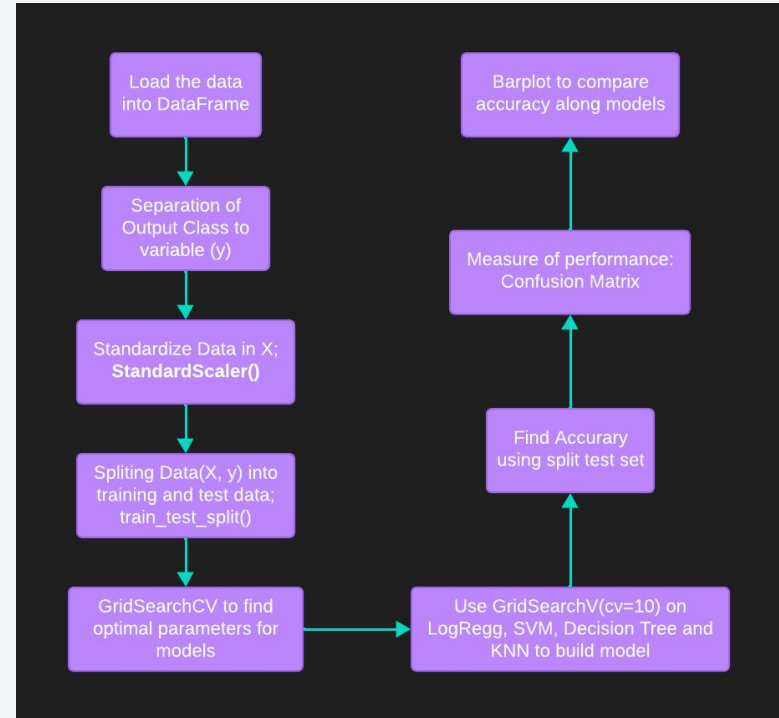 Load the data
into DataFrame
Separation of
Output Class to
variable (y)
Standardize Data in X;
StandardScaler()
Spliting Data(X, y) into
training and test data;
train_test_split()
GridSearchCV to find
optimal parameters for
models
Use GridSearchV(cv=10) on
LogRegg, SVM, Decision Tree and
KNN to build model
Find Accurary
using split test set
Measure of performance:
Confusion Matrix
Barplot to compare
accuracy along models